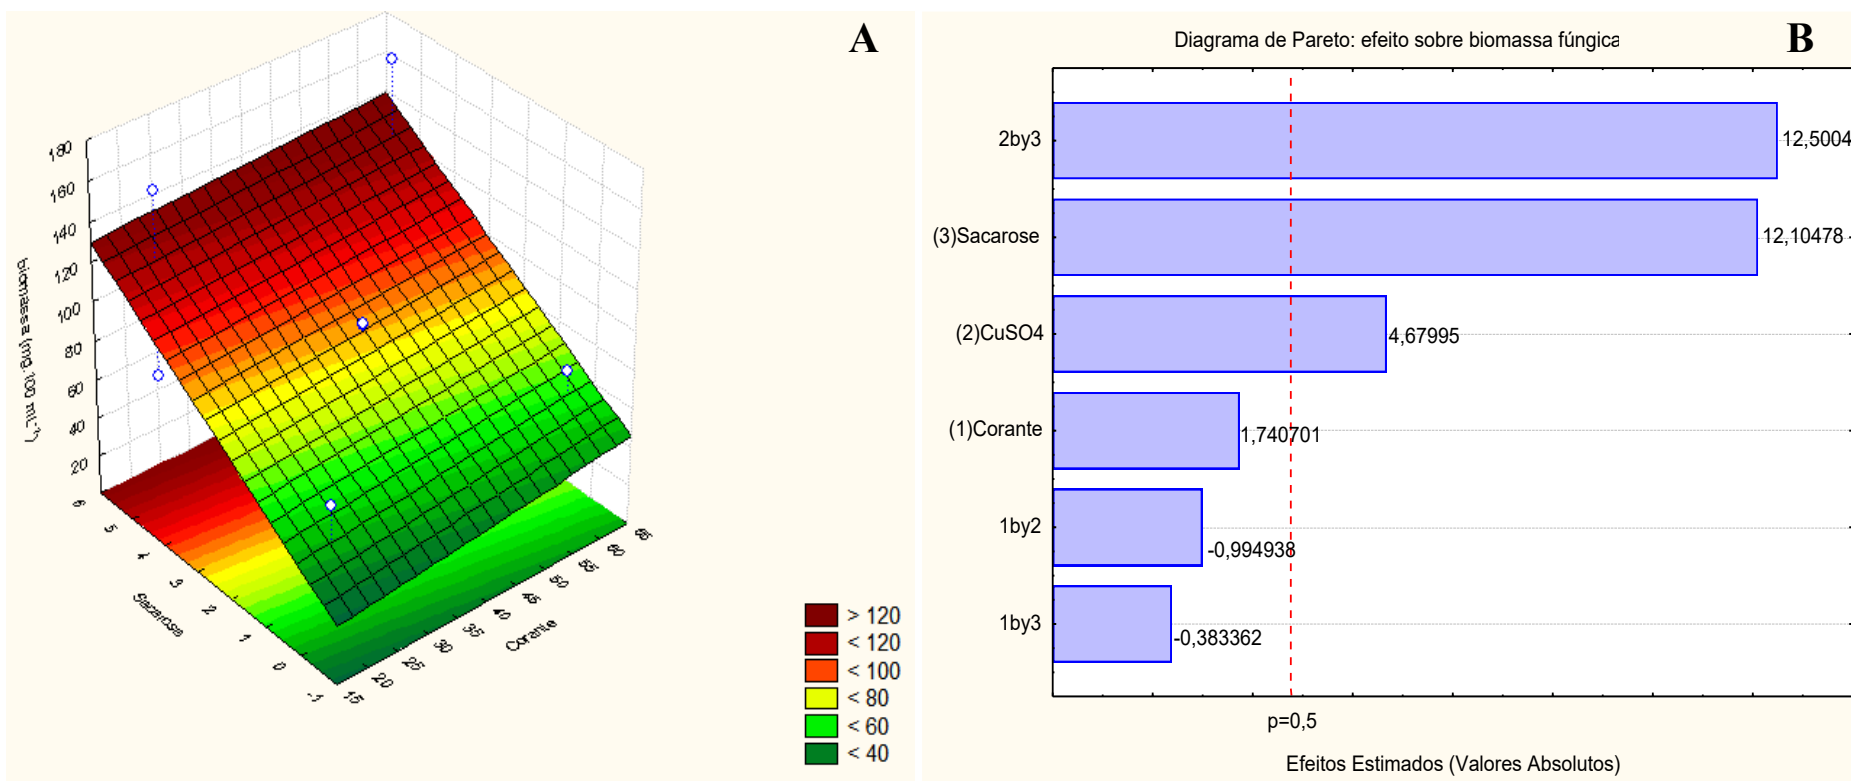 A
180
160
140
120
100
80
60
40
20
biomassa (mg.100 mL⁻¹)
6
5
4
3
2
1
0
-1
Sacarose
15
20
25
30
35
40
45
50
55
60
65
Corante
> 120
< 120
< 100
< 80
< 60
< 40
B
Diagrama de Pareto: efeito sobre biomassa fúngica
2by3
12,5004
(3)Sacarose
12,10478
(2)CuSO4
4,67995
(1)Corante
1,740701
1by2
-0,994938
1by3
-0,383362
p=0,5
Efeitos Estimados (Valores Absolutos)